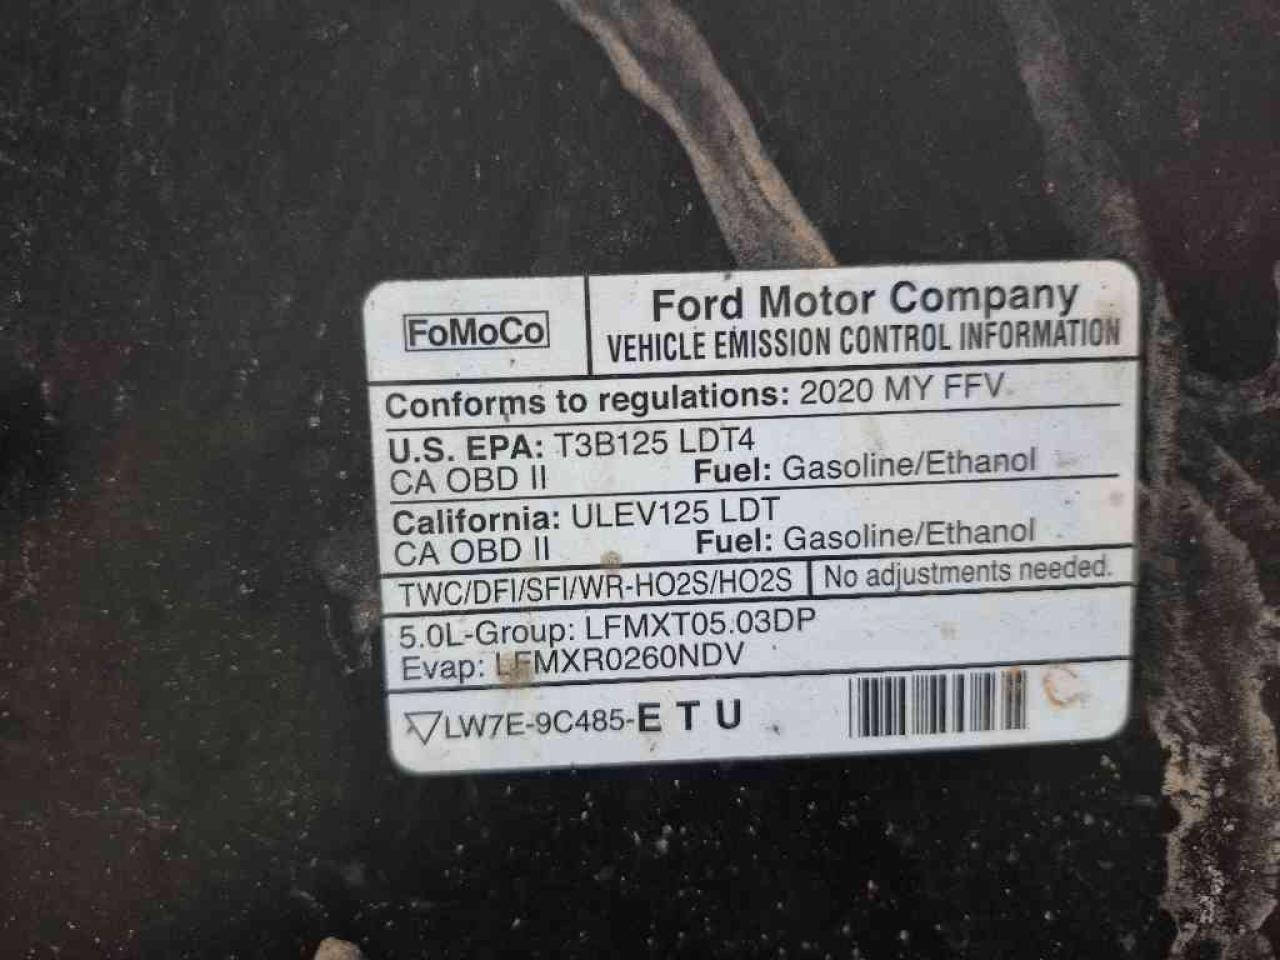 FoMoCo
Ford Motor Company
VEHICLE EMISSION CONTROL INFORMATION
Conforms to regulations: 2020 MY FFV
U.S. EPA: T3B125 LDT4
CA OBD II Fuel: Gasoline/Ethanol
California: ULEV125 LDT
CA OBD II Fuel: Gasoline/Ethanol
TWC/DFI/SFI/WR-HO2S/HO2S No adjustments needed.
5.0L-Group: LFMXT05.03DP
Evap: LFMXR0260NDV
LW7E-9C485-E T U